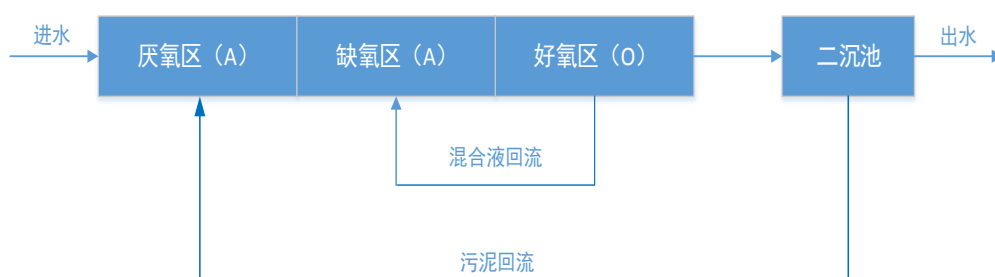 进水
厌氧区（A）
缺氧区（A）
好氧区（O）
二沉池
出水
混合液回流
污泥回流